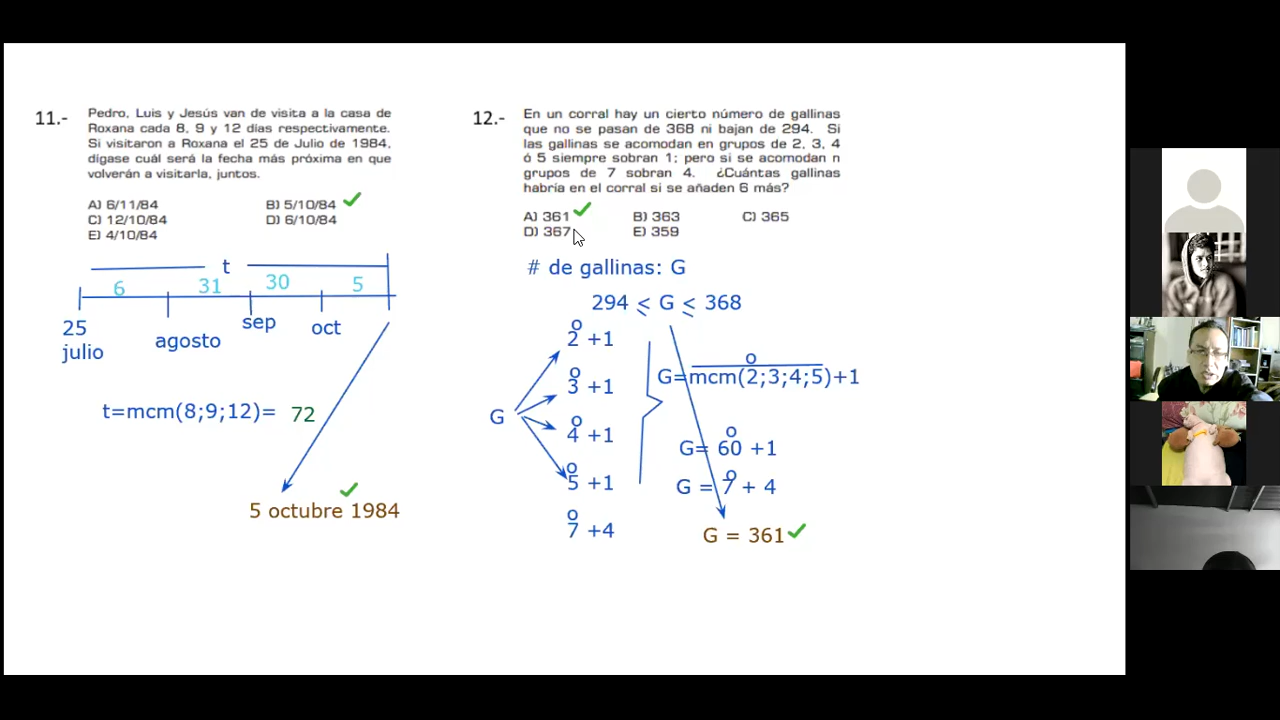 11.-
Pedro, Luis y Jesús van de visita a la casa de
Roxana cada 8, 9 y 12 días respectivamente.
Si visitaron a Roxana el 25 de Julio de 1984,
dígase cuál será la fecha más próxima en que
volverán a visitarla, juntos.
A) 6/11/84 B) 5/10/84
C) 12/10/84 D) 6/10/84
E) 4/10/84
t
6 31 30 5
25
julio
agosto
sep
oct
t=mcm(8;9;12)= 72
5 octubre 1984
12.-
En un corral hay un cierto número de gallinas
que no se pasan de 368 ni bajan de 294. Si
las gallinas se acomodan en grupos de 2, 3, 4
ó 5 siempre sobran 1; pero si se acomodan n
grupos de 7 sobran 4. ¿Cuántas gallinas
habría en el corral si se añaden 6 más?
A) 361 B) 363 C) 365
D) 367 E) 359
# de gallinas: G
294 ≤ G ≤ 368
G
o
2 +1
o
3 +1
o
4 +1
o
5 +1
o
7 +4
o
G=mcm(2;3;4;5)+1
o
G= 60 +1
o
G = 7 + 4
G = 361